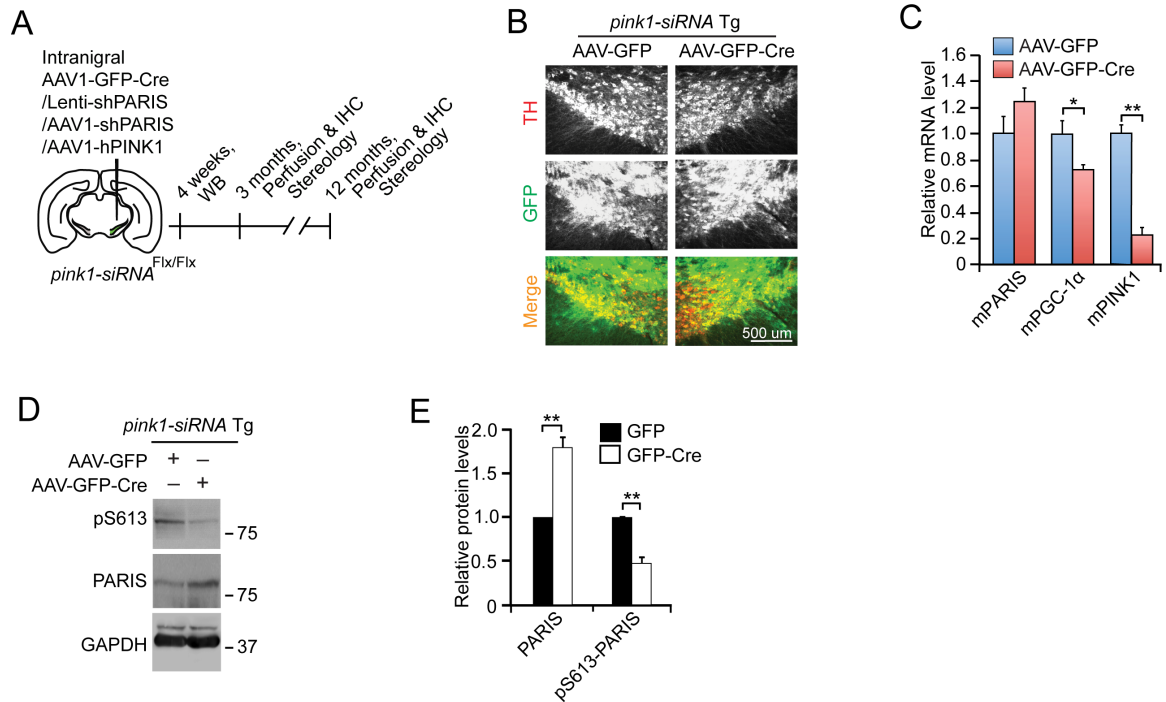 A
Intranigral
AAV1-GFP-Cre
/Lenti-shPARIS
/AAV1-shPARIS
/AAV1-hPINK1
pink1-siRNA Flx/Flx
4 weeks,
WB
3 months,
Perfusion & IHC
Stereology
12 months,
Perfusion & IHC
Stereology
B
pink1-siRNA Tg
AAV-GFP AAV-GFP-Cre
TH
GFP
Merge
500 um
C
AAV-GFP
AAV-GFP-Cre
Relative mRNA level
1.6
1.4
1.2
1.0
0.8
0.6
0.4
0.2
0
*
**
mPARIS
mPGC-1α
mPINK1
D
pink1-siRNA Tg
AAV-GFP + –
AAV-GFP-Cre – +
pS613
– 75
PARIS
– 75
GAPDH
– 37
E
GFP
GFP-Cre
Relative protein levels
2.0
1.5
1.0
0.5
0
**
**
PARIS
pS613-PARIS